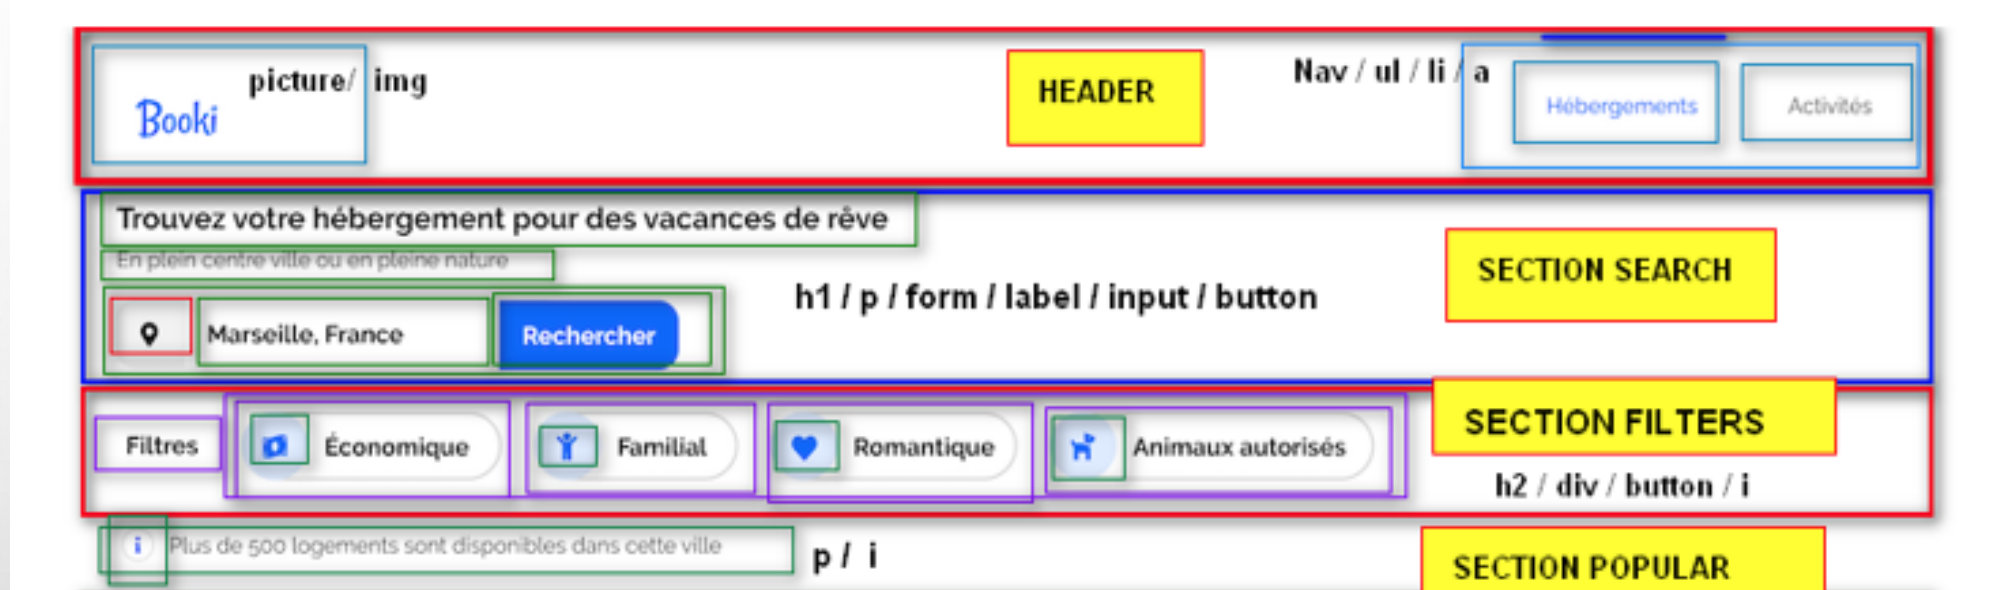 picture/ img
Booki
HEADER
Nav / ul / li / a
Hébergements
Activités
Trouvez votre hébergement pour des vacances de rêve
En plein centre ville ou en pleine nature
Marseille, France
Rechercher
h1 / p / form / label / input / button
SECTION SEARCH
Filtres
Économique
Familial
Romantique
Animaux autorisés
SECTION FILTERS
h2 / div / button / i
i Plus de 500 logements sont disponibles dans cette ville
p / i
SECTION POPULAR